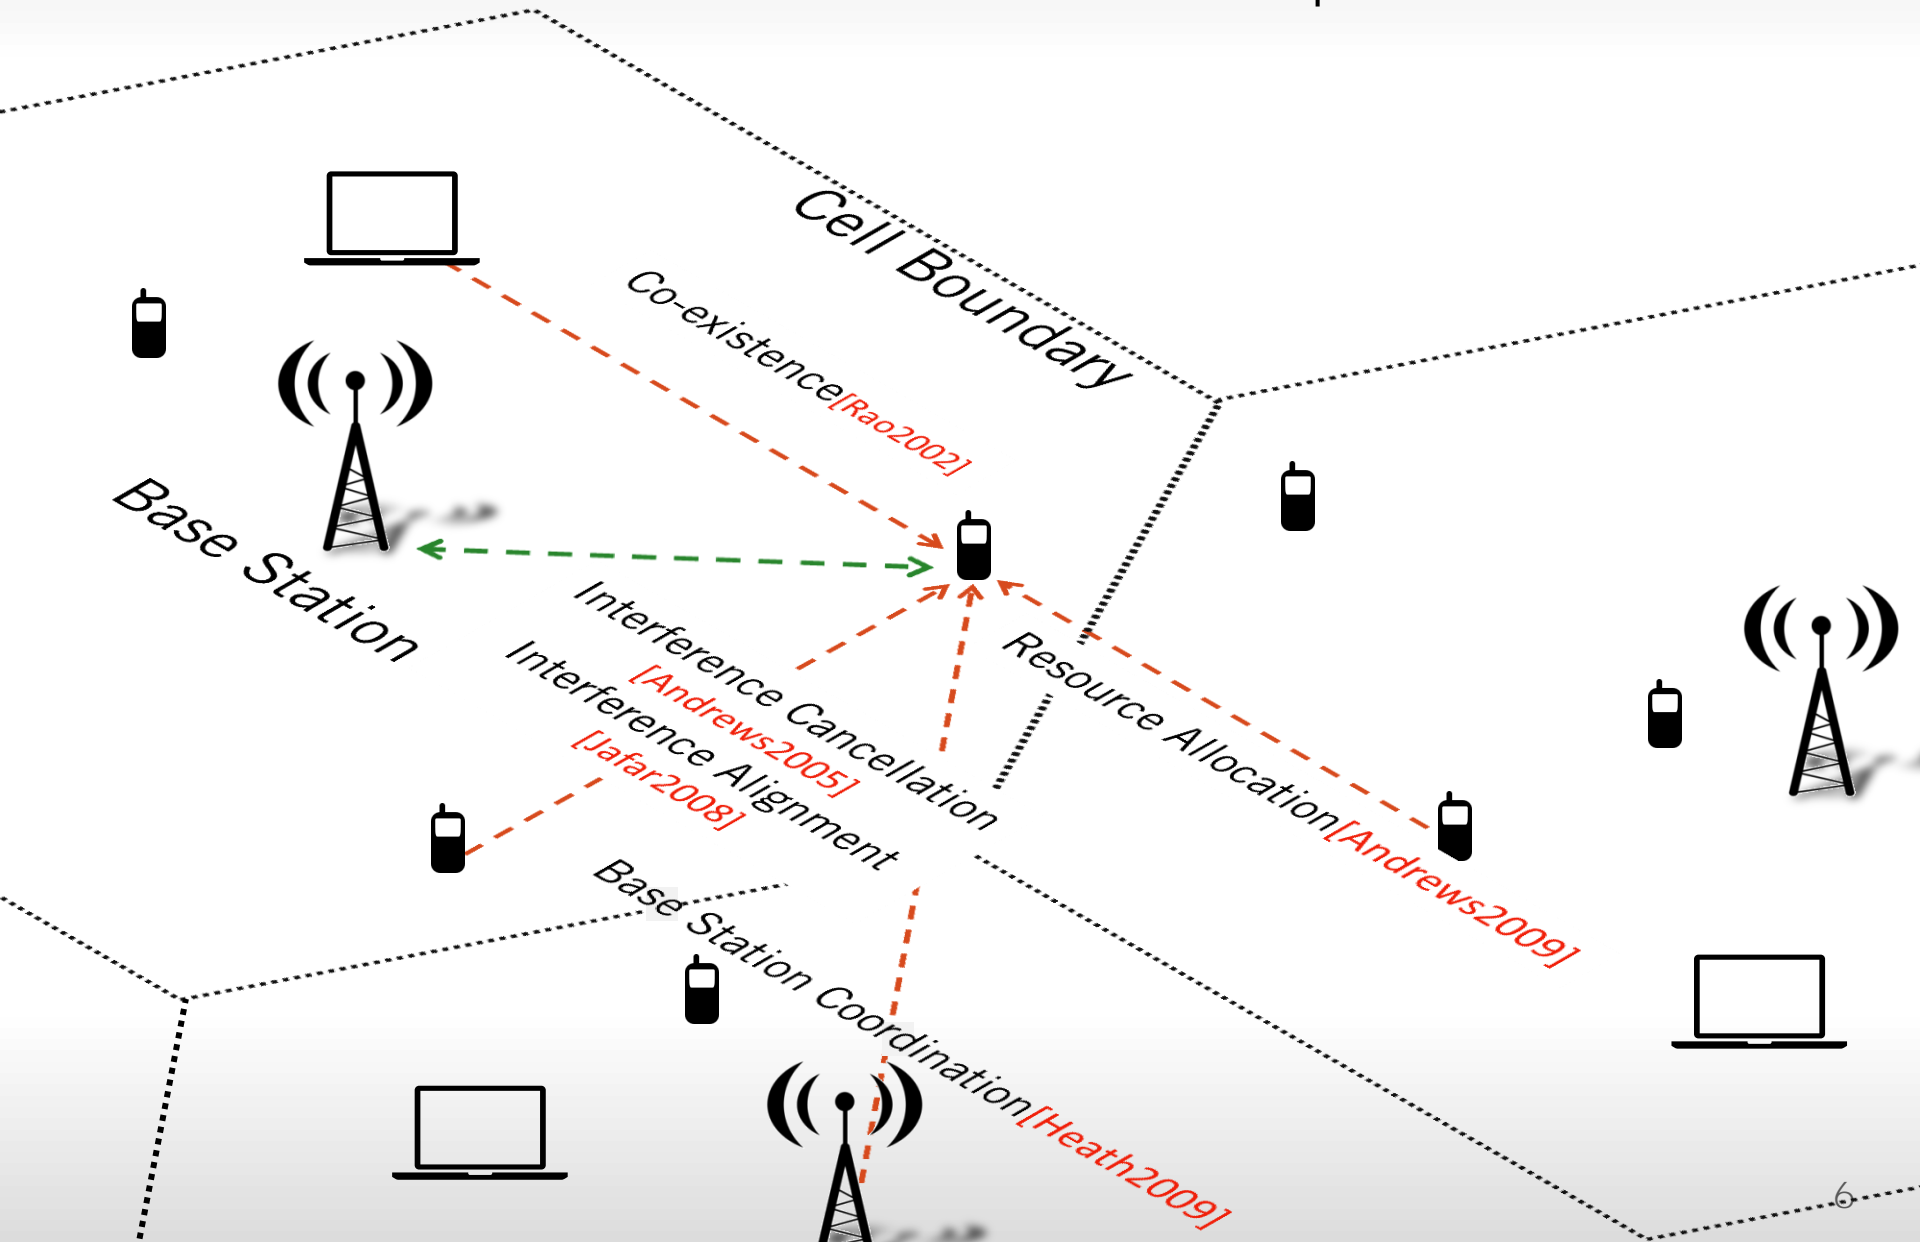 Cell Boundary
Co-existence[Rao2002]
Base Station
Interference Cancellation
[Andrews2005]
Interference Alignment
[Jafar2008]
Resource Allocation[Andrews2009]
Base Station Coordination[Heath2009]
6